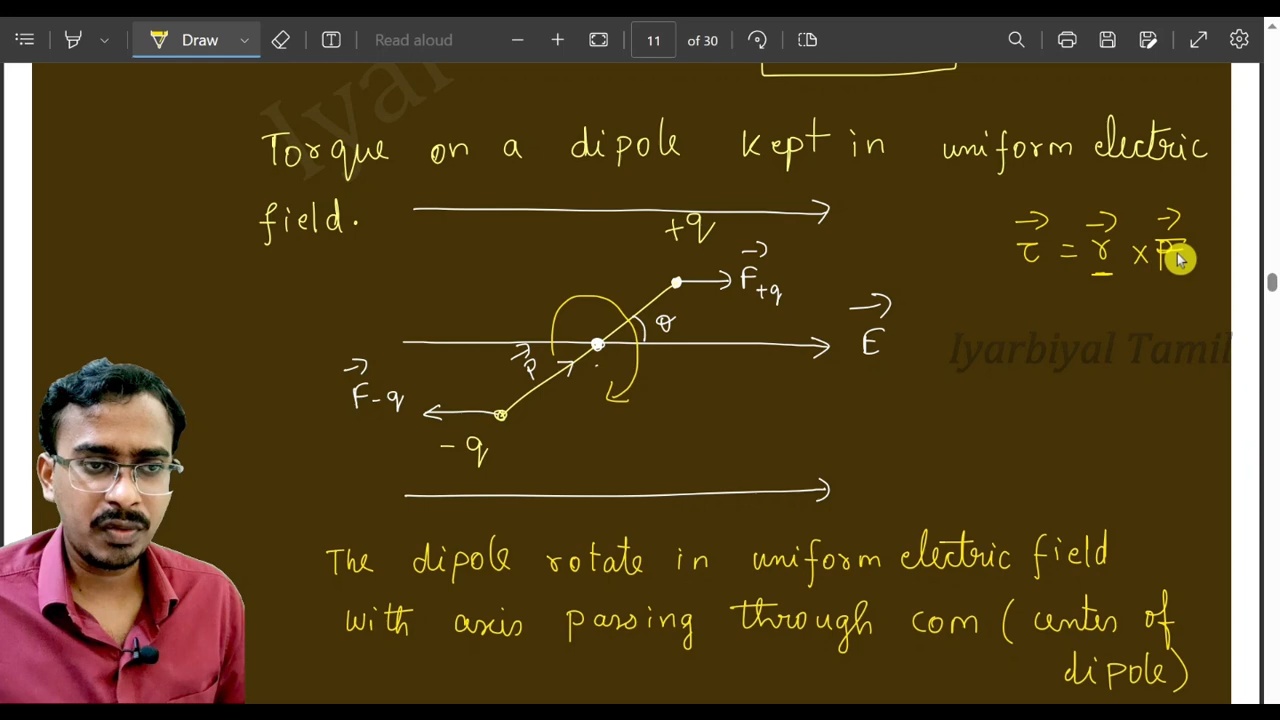 Draw
Read aloud
11 of 30
Iyar
Torque on a dipole kept in uniform electric
field.
+q
F+q
τ = r × F
θ
E
P
F-q
- q
Iyarbiyal Tamil
The dipole rotate in uniform electric field
with axis passing through com (center of
dipole)